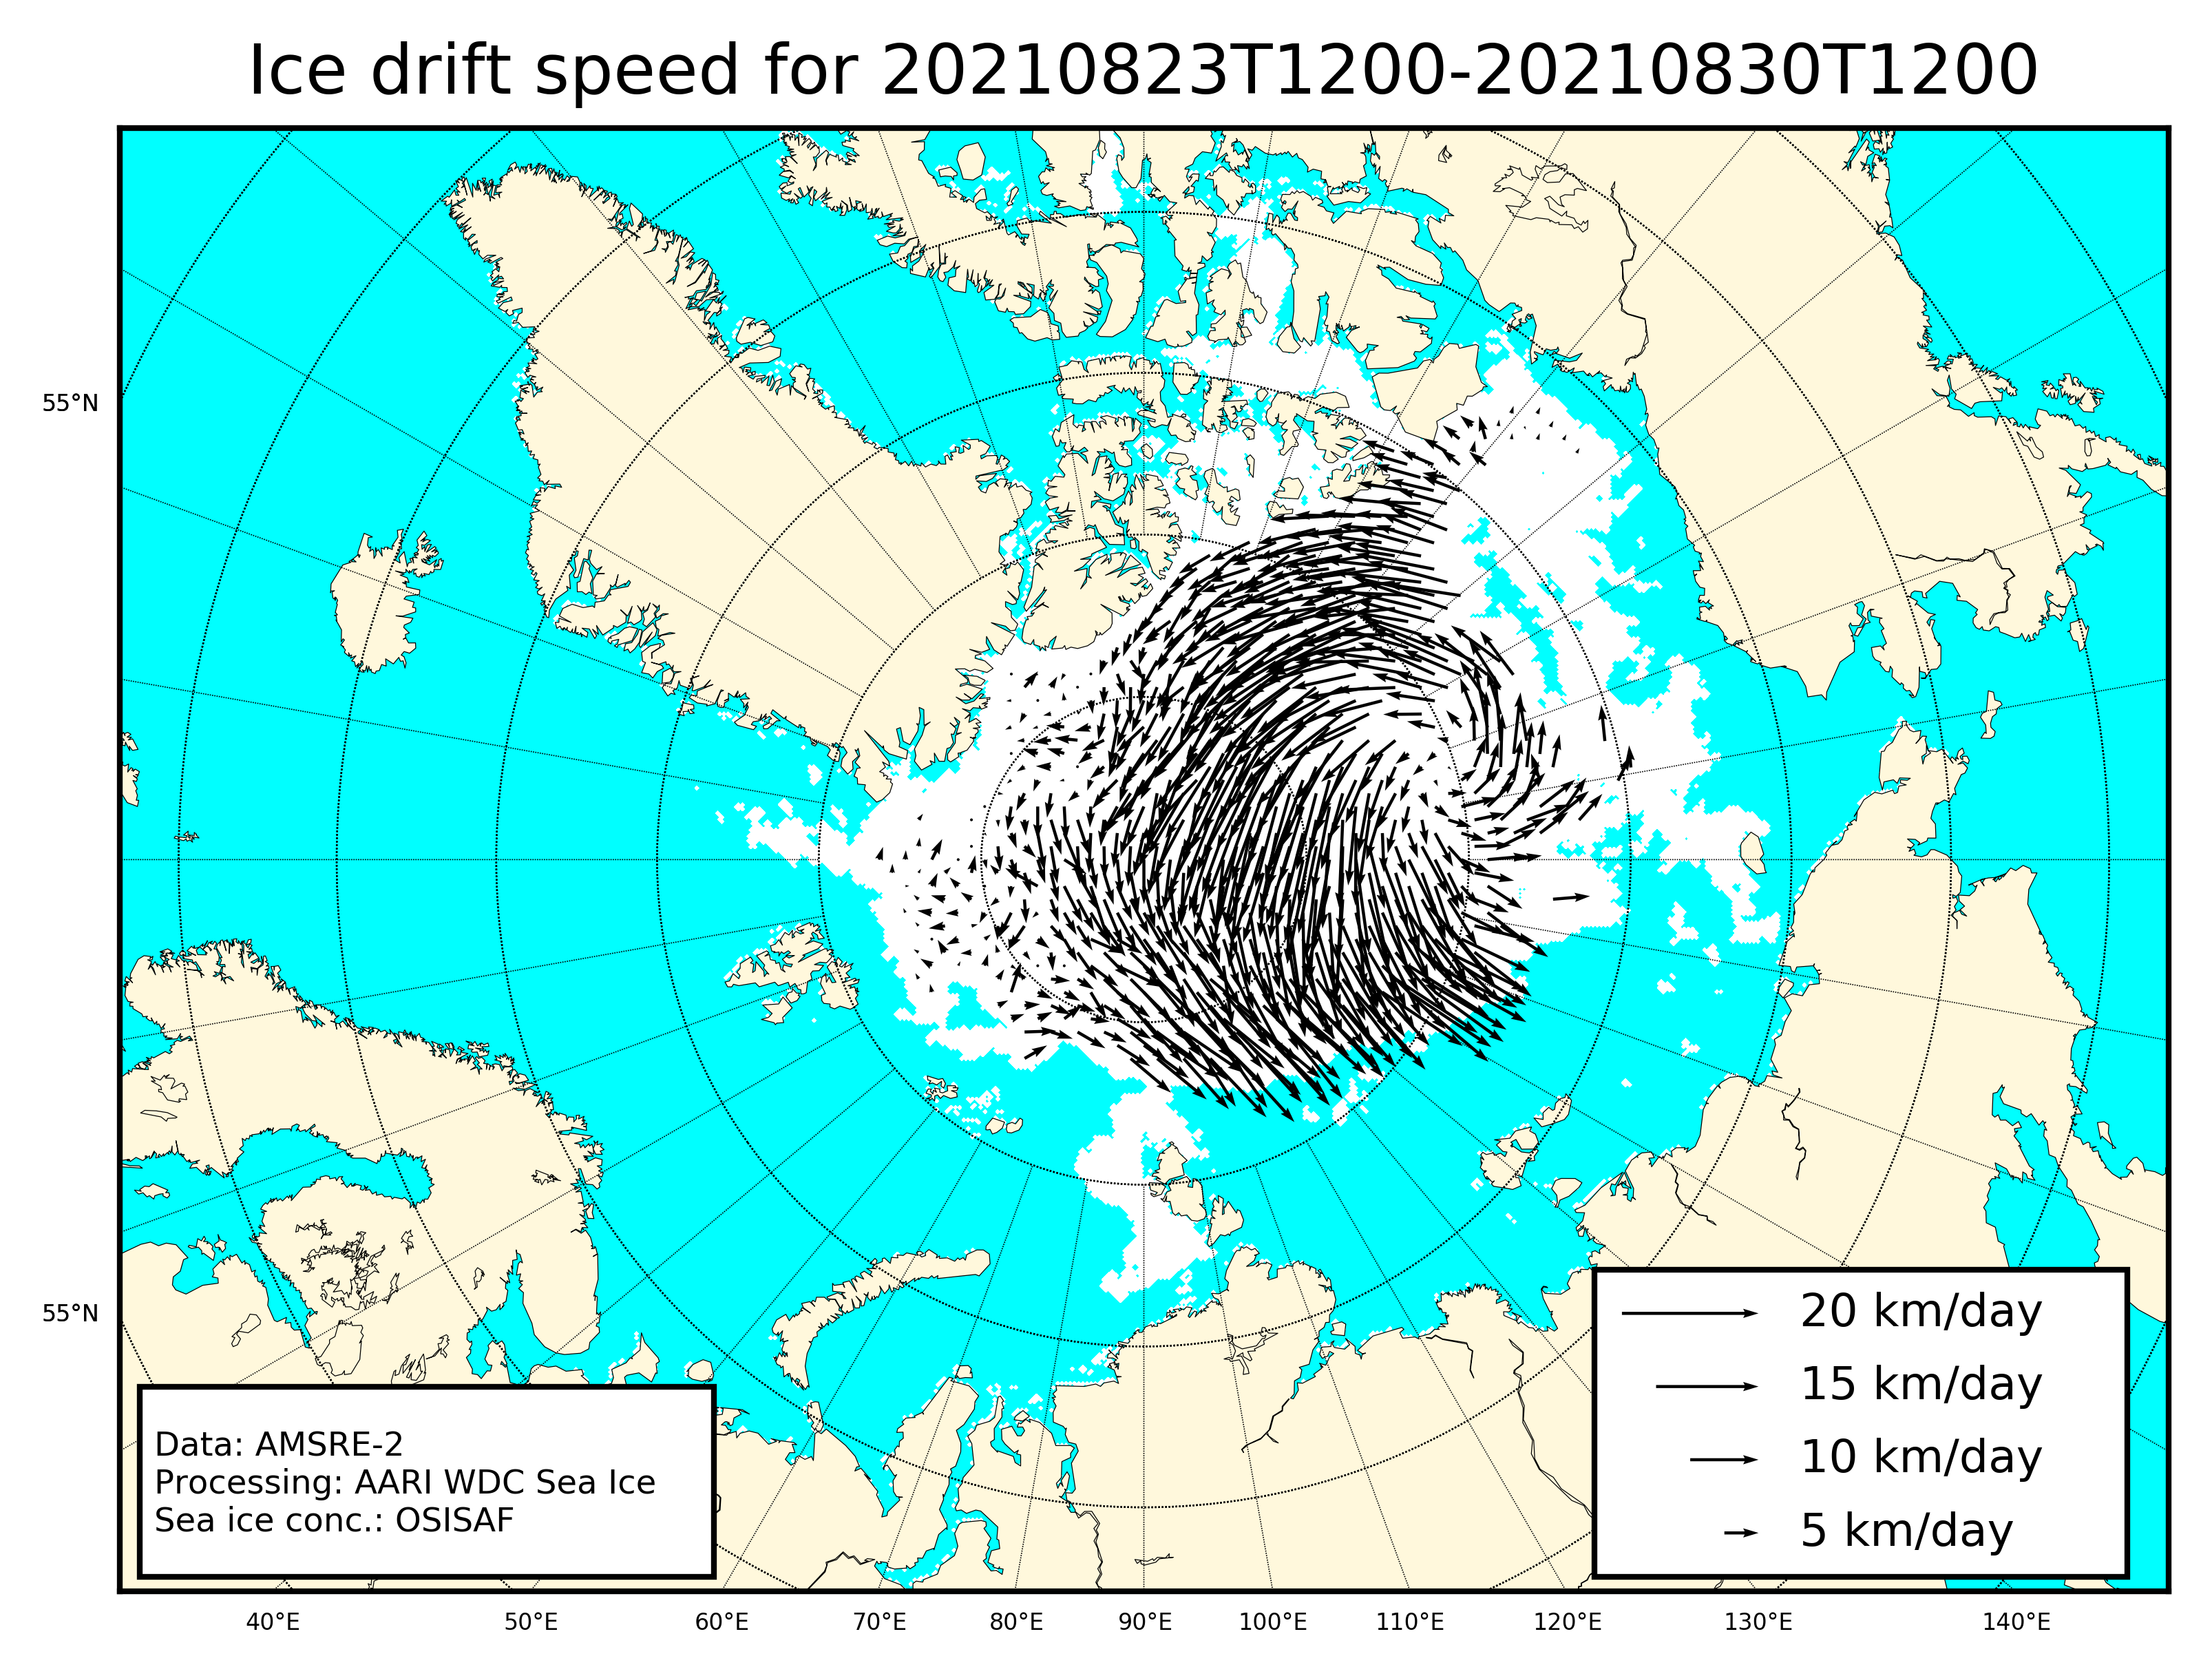 Ice drift speed for 20210823T1200-20210830T1200
55°N
55°N
20 km/day
15 km/day
10 km/day
5 km/day
Data: AMSRE-2
Processing: AARI WDC Sea Ice
Sea ice conc.: OSISAF
40°E 50°E 60°E 70°E 80°E 90°E 100°E 110°E 120°E 130°E 140°E